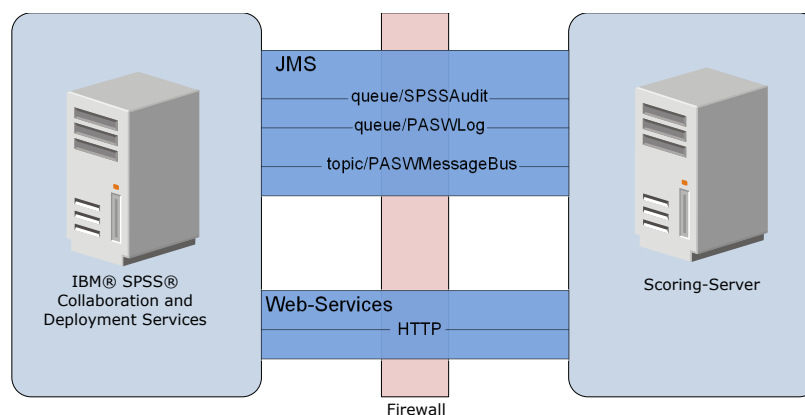 JMS
queue/SPSSAudit
queue/PASWLog
topic/PASWMessageBus
IBM® SPSS®
Collaboration and
Deployment Services
Scoring-Server
Web-Services
HTTP
Firewall